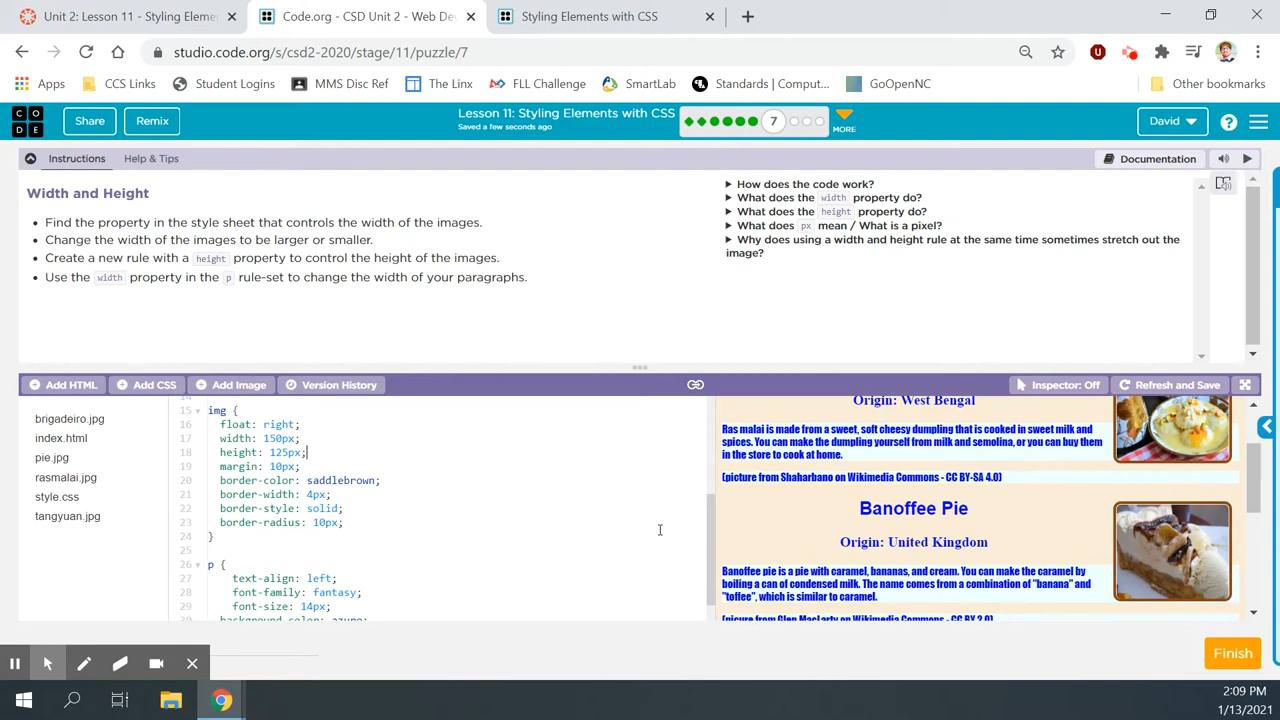 Unit 2: Lesson 11 - Styling Eleme
Code.org - CSD Unit 2 - Web De
Styling Elements with CSS
studio.code.org/s/csd2-2020/stage/11/puzzle/7
Apps
CCS Links
Student Logins
MMS Disc Ref
The Linx
FLL Challenge
SmartLab
Standards | Comput...
GoOpenNC
Other bookmarks
CODE
Share
Remix
Lesson 11: Styling Elements with CSS
Saved a few seconds ago
7
MORE
David
Instructions
Help & Tips
Documentation
Width and Height
• Find the property in the style sheet that controls the width of the images.
• Change the width of the images to be larger or smaller.
• Create a new rule with a height property to control the height of the images.
• Use the width property in the p rule-set to change the width of your paragraphs.
How does the code work?
What does the width property do?
What does the height property do?
What does px mean / What is a pixel?
Why does using a width and height rule at the same time sometimes stretch out the
image?
Add HTML
Add CSS
Add Image
Version History
Inspector: Off
Refresh and Save
brigadeiro.jpg
index.html
pie.jpg
rasmalai.jpg
style.css
tangyuan.jpg
14
15 img {
16 float: right;
17 width: 150px;
18 height: 125px;
19 margin: 10px;
20 border-color: saddlebrown;
21 border-width: 4px;
22 border-style: solid;
23 border-radius: 10px;
24 }
25
26 p {
27 text-align: left;
28 font-family: fantasy;
29 font-size: 14px;
30 background-color: azure;
Origin: West Bengal
Ras malai is made from a sweet, soft cheesy dumpling that is cooked in sweet milk and
spices. You can make the dumpling yourself from milk and semolina, or you can buy them
in the store to cook at home.
(picture from Shaharbano on Wikimedia Commons - CC BY-SA 4.0)
Banoffee Pie
Origin: United Kingdom
Banoffee pie is a pie with caramel, bananas, and cream. You can make the caramel by
boiling a can of condensed milk. The name comes from a combination of "banana" and
"toffee", which is similar to caramel.
(picure from Glen MacLarty on Wikimedia Commons - CC BY 2.0)
Finish
2:09 PM
1/13/2021